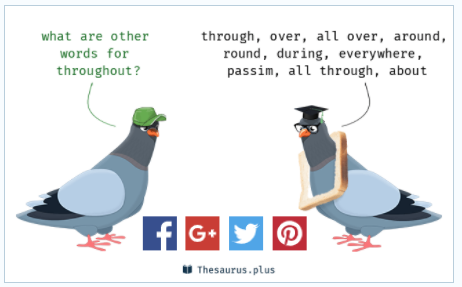 what are other
words for
throughout?
through, over, all over, around,
round, during, everywhere,
passim, all through, about
f G+ 
Thesaurus.plus